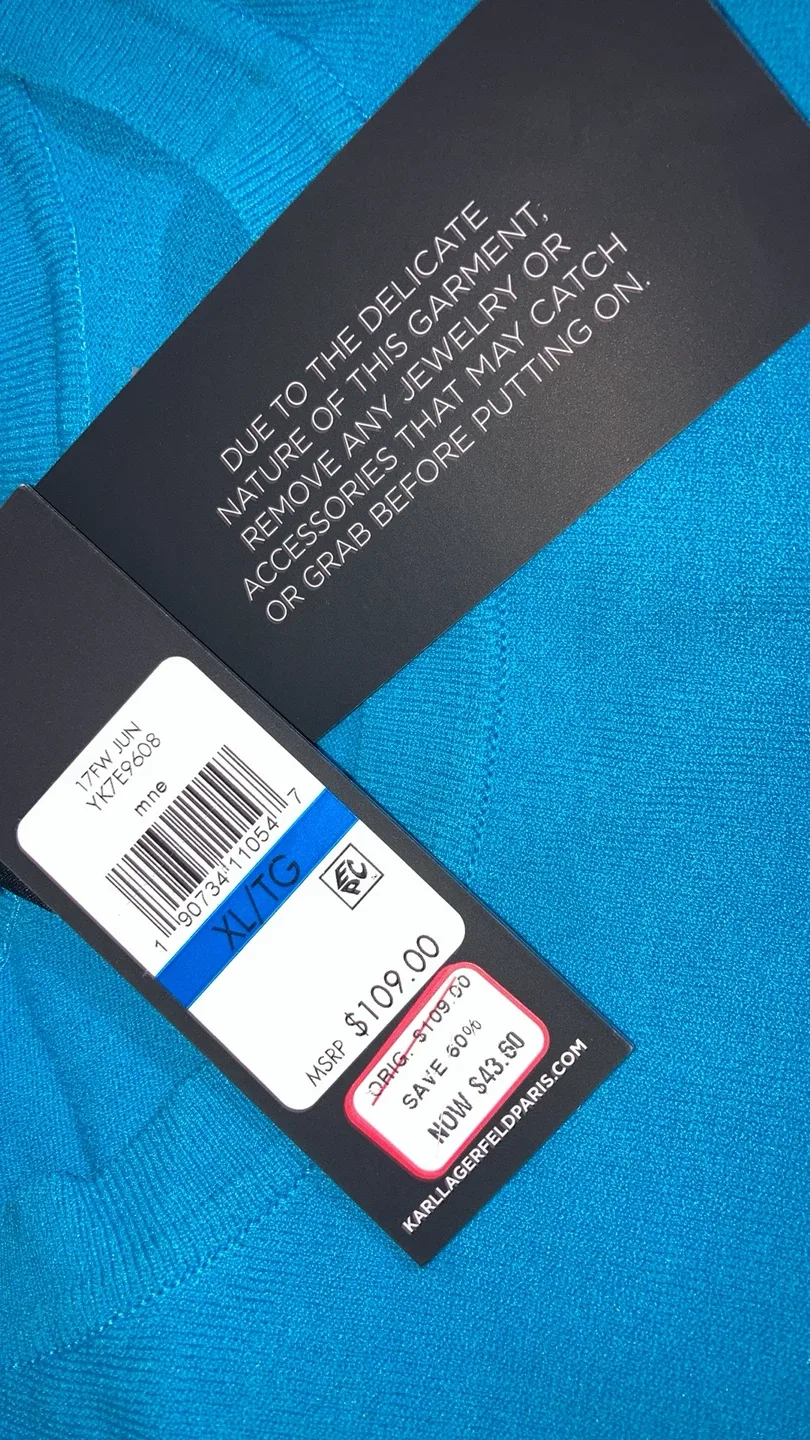 DUE TO THE DELICATE
NATURE OF THIS GARMENT,
REMOVE ANY JEWELRY OR
ACCESSORIES THAT MAY CATCH
OR GRAB BEFORE PUTTING ON.
17FW JUN
YK7E9608
mne
1 90734 11054 7
XL/TG
EPC
MSRP $109.00
ORIG. $109.00
SAVE 60%
NOW $43.60
KARLLAGERFELDPARIS.COM